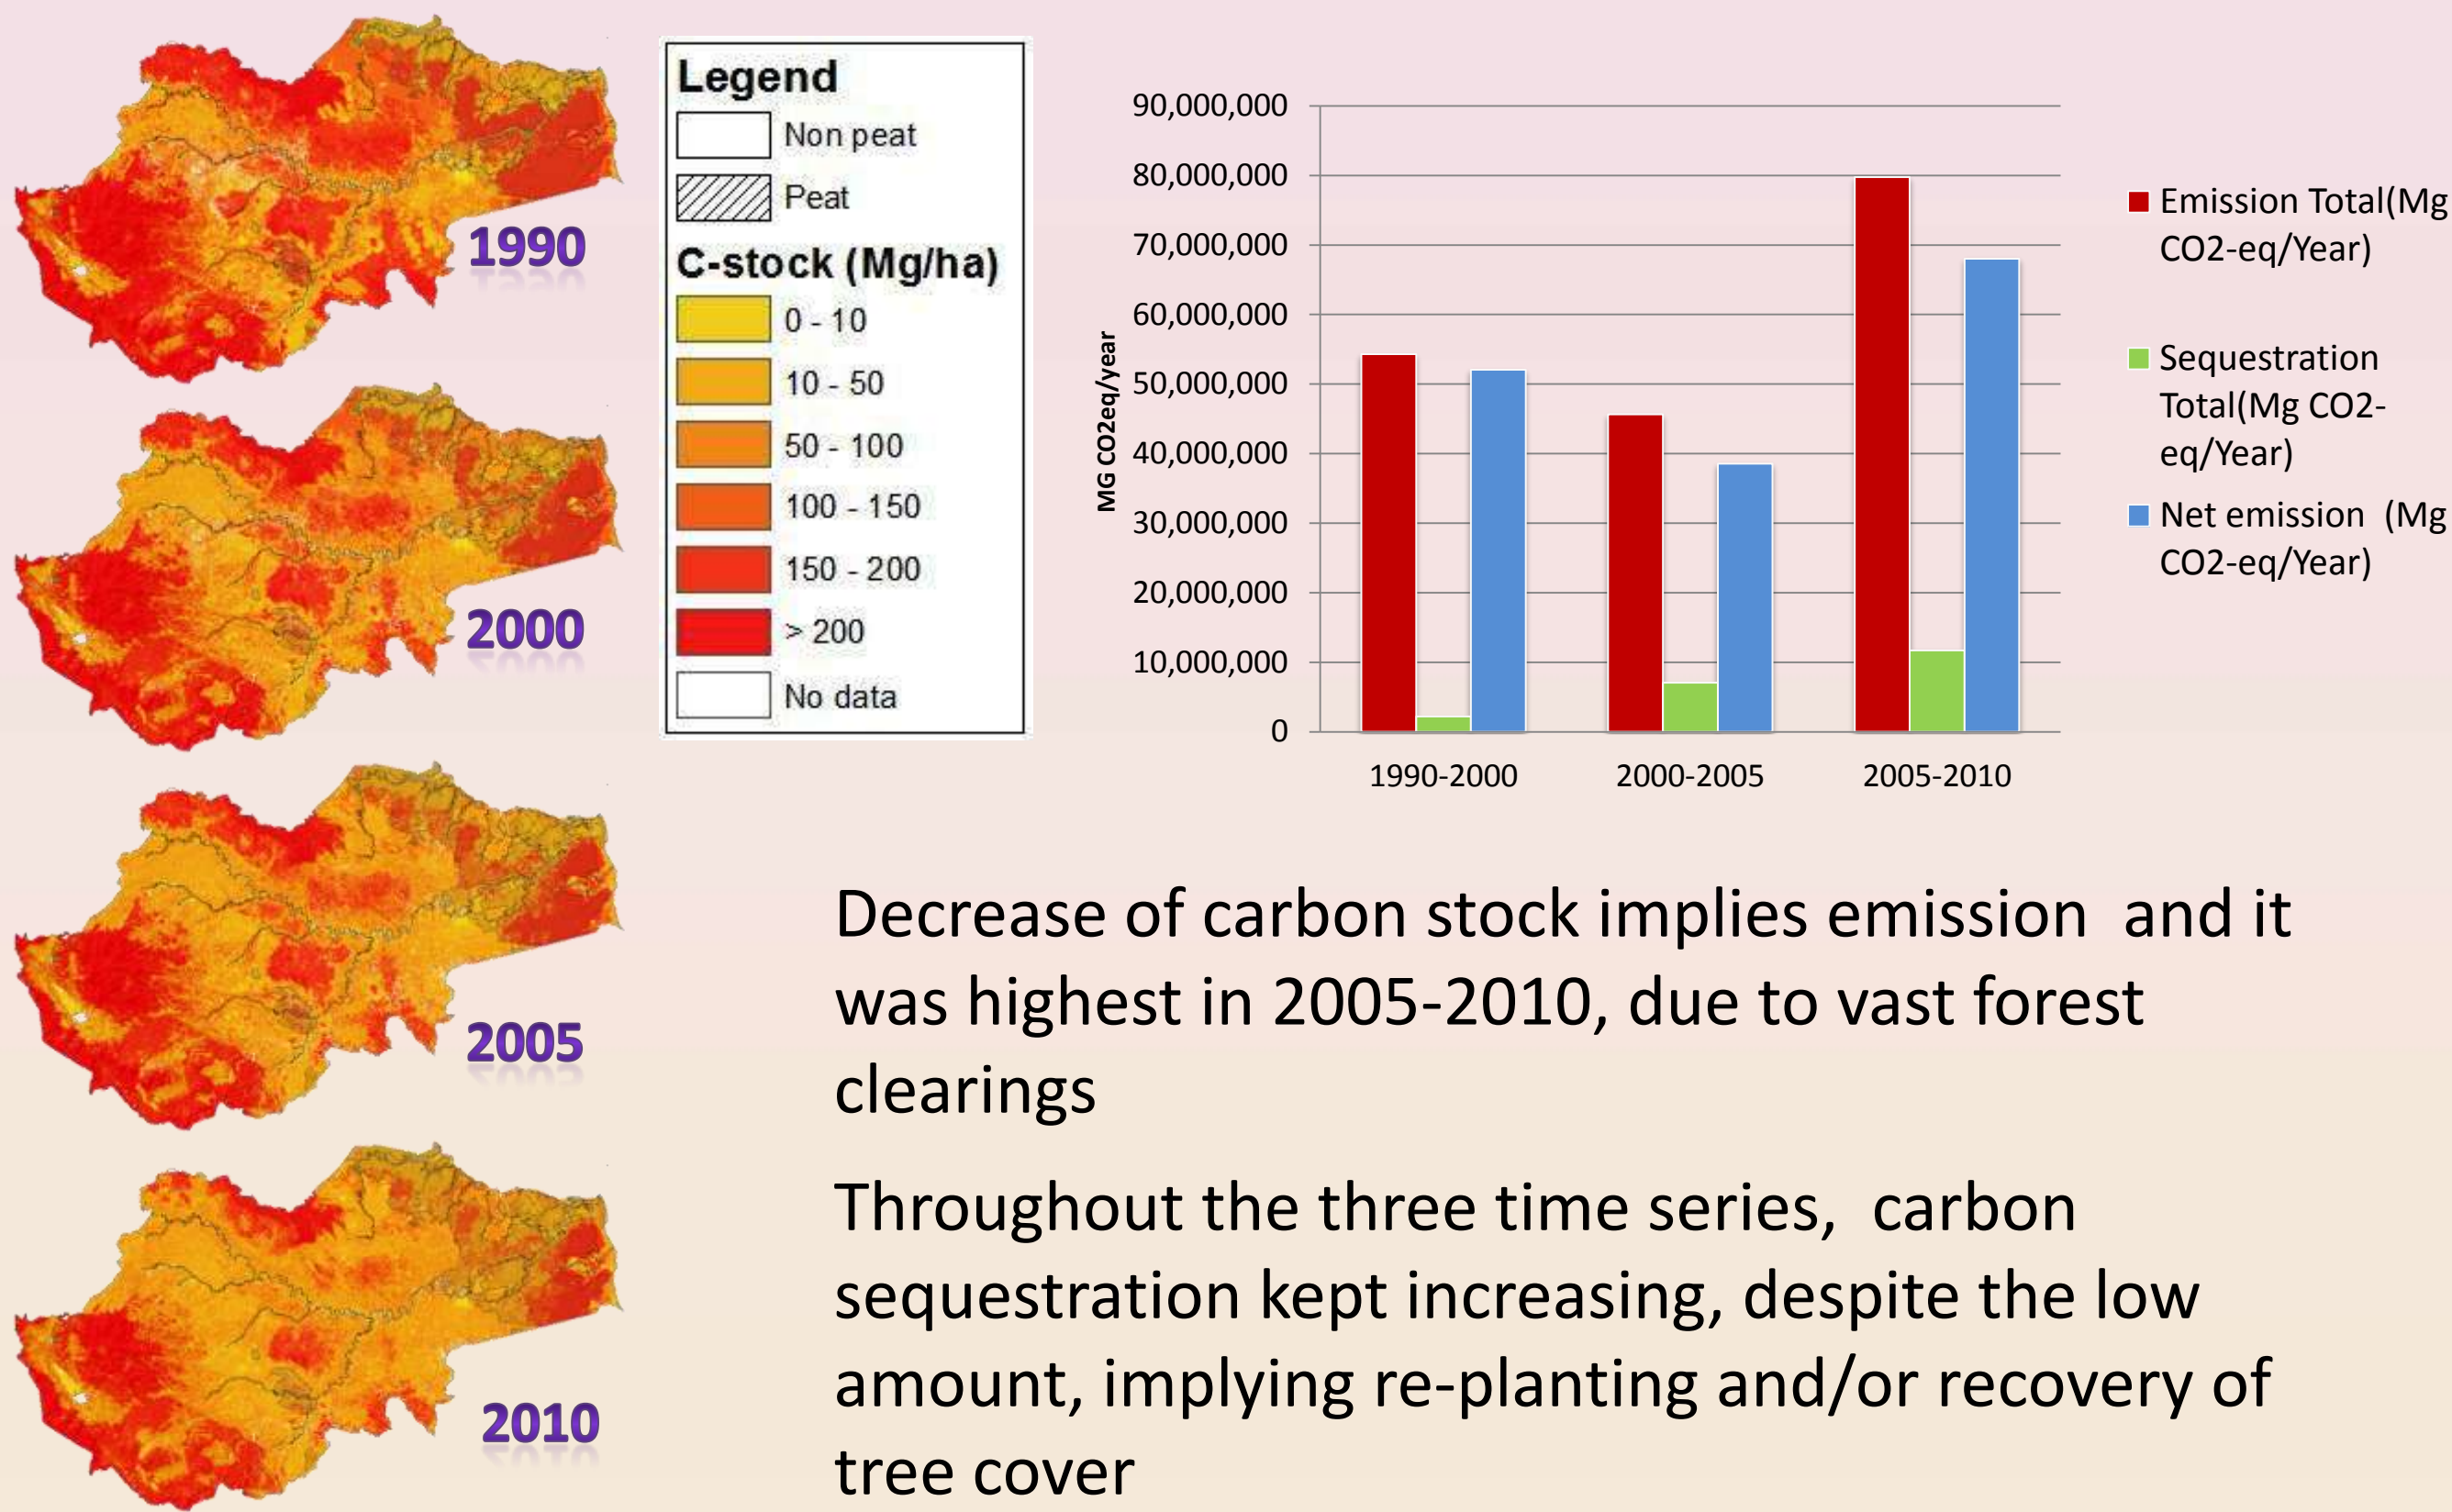 1990
2000
2005
2010
Legend
Non peat
Peat
C-stock (Mg/ha)
0 - 10
10 - 50
50 - 100
100 - 150
150 - 200
> 200
No data
MG CO2eq/year
90,000,000
80,000,000
70,000,000
60,000,000
50,000,000
40,000,000
30,000,000
20,000,000
10,000,000
0
1990-2000
2000-2005
2005-2010
Emission Total(Mg
CO2-eq/Year)
Sequestration
Total(Mg CO2-
eq/Year)
Net emission (Mg
CO2-eq/Year)
Decrease of carbon stock implies emission and it
was highest in 2005-2010, due to vast forest
clearings
Throughout the three time series, carbon
sequestration kept increasing, despite the low
amount, implying re-planting and/or recovery of
tree cover